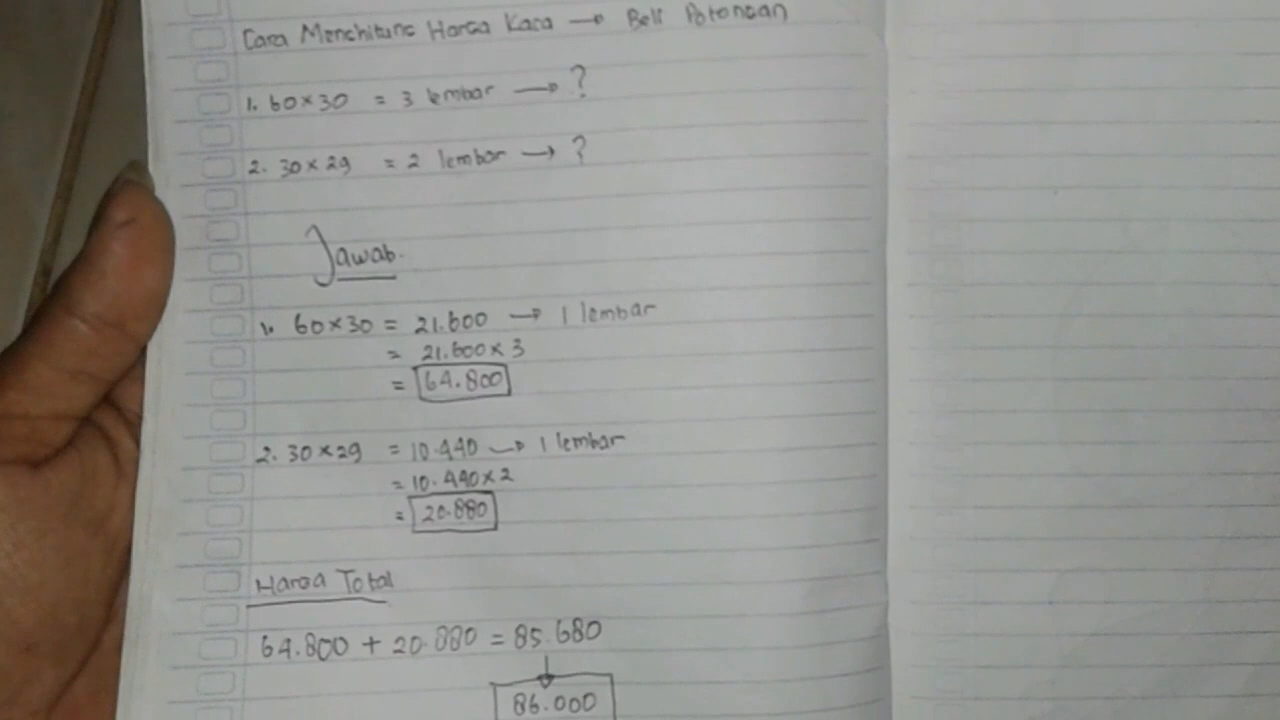 Cara Menghitung Harga Kaca → Beli Potongan
1. 60 x 30 = 3 lembar → ?
2. 30 x 29 = 2 lembar → ?
Jawab.
1. 60 x 30 = 21.600 → 1 lembar
= 21.600 x 3
= 64.800
2. 30 x 29 = 10.440 → 1 lembar
= 10.440 x 2
= 20.880
Harga Total
64.800 + 20.880 = 85.680
↓
86.000